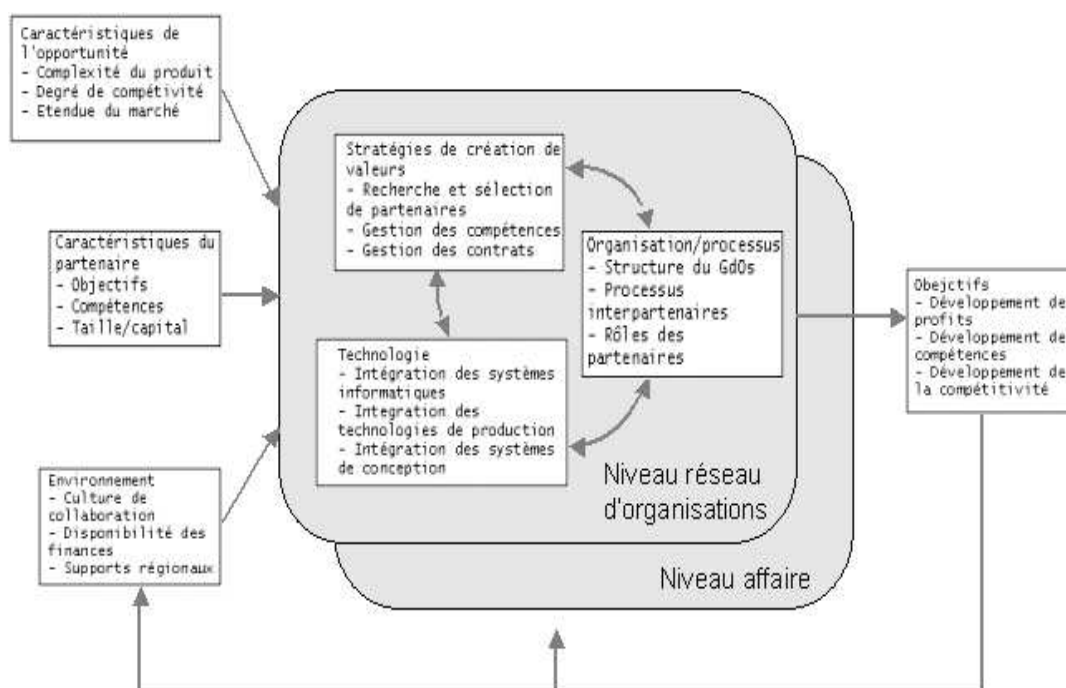 Caractéristiques de
l'opportunité
- Complexité du produit
- Degré de compétivité
- Etendue du marché
Caractéristiques du
partenaire
- Objectifs
- Compétences
- Taille/capital
Environnement
- Culture de
collaboration
- Disponibilité des
finances
- Supports régionaux
Stratégies de création de
valeurs
- Recherche et sélection
de partenaires
- Gestion des compétences
- Gestion des contrats
Technologie
- Intégration des systèmes
informatiques
- Integration des
technologies de production
- Intégration des systèmes
de conception
Organisation/processus
- Structure du GdOs
- Processus
interpartenaires
- Rôles des
partenaires
Niveau réseau
d'organisations
Niveau affaire
Obejctifs
- Développement de
profits
- Développement de
compétences
- Développement de
la compétitivité